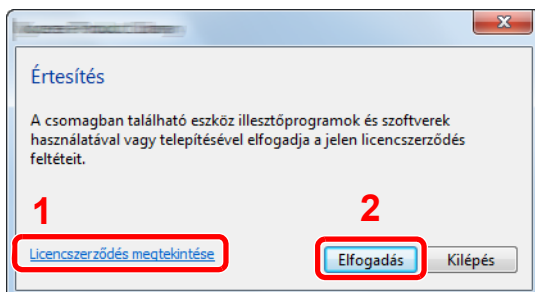 Értesítés
A csomagban található eszköz illesztőprogramok és szoftverek
használatával vagy telepítésével elfogadja a jelen licencszerződés
feltételeit.
1
2
Licencszerződés megtekintése
Elfogadás
Kilépés